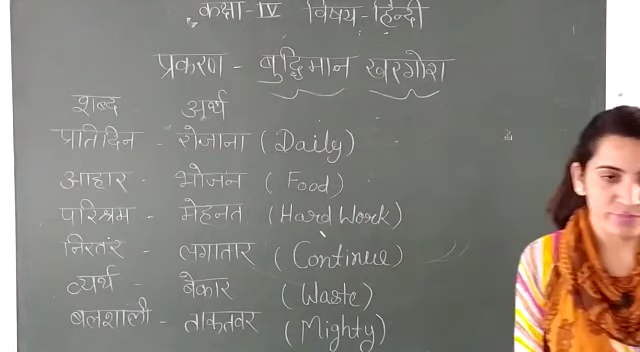 कक्षा-IV विषय-हिन्दी
प्रकरण - बुद्धिमान खरगोश
शब्द अर्थ
प्रतिदिन - रोजाना (Daily)
आहार - भोजन (Food)
परिश्रम - मेहनत (Hard Work)
निरतंर - लगातार (Continue)
व्यर्थ - बेकार (Waste)
बलशाली - ताकतवर (Mighty)